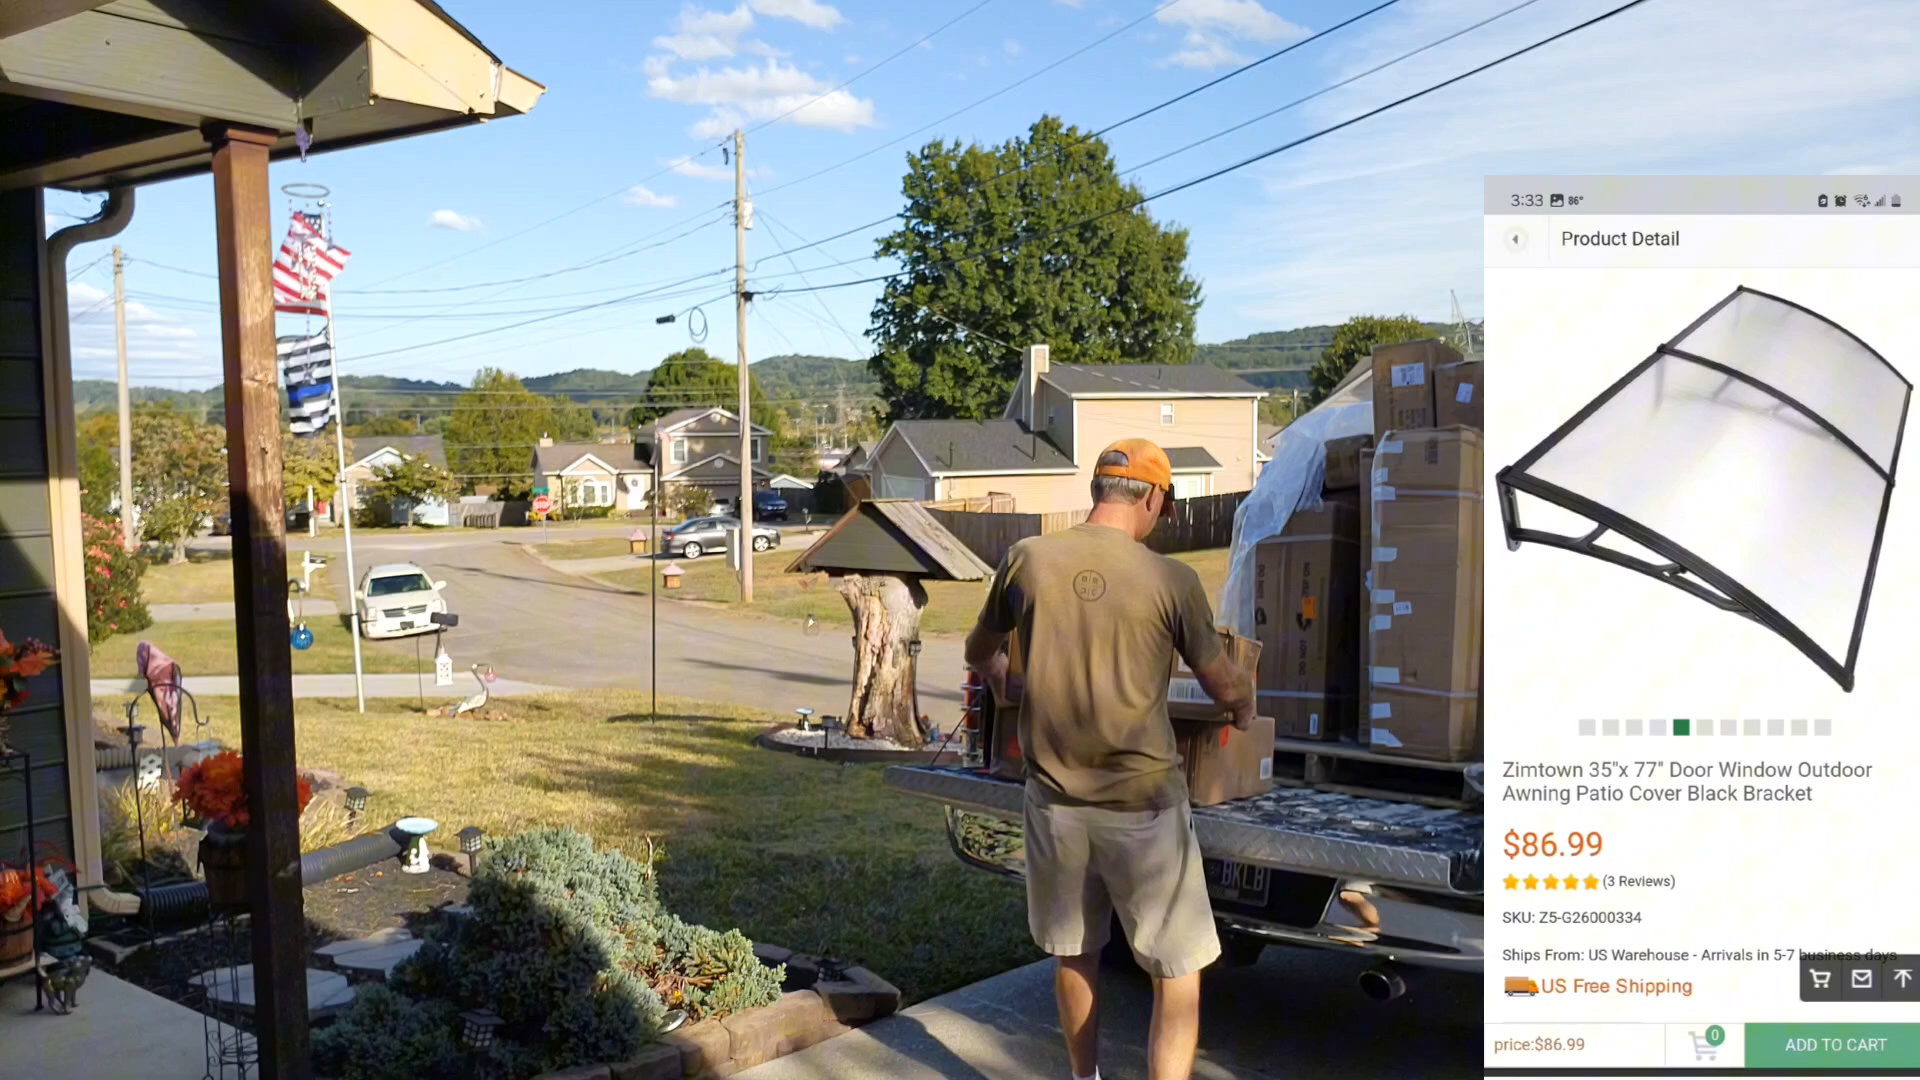 BKLB
3:33
86°
Product Detail
Zimtown 35"x 77" Door Window Outdoor
Awning Patio Cover Black Bracket
$86.99
(3 Reviews)
SKU: Z5-G26000334
Ships From: US Warehouse - Arrivals in 5-7 business days
US Free Shipping
price:$86.99
0
ADD TO CART